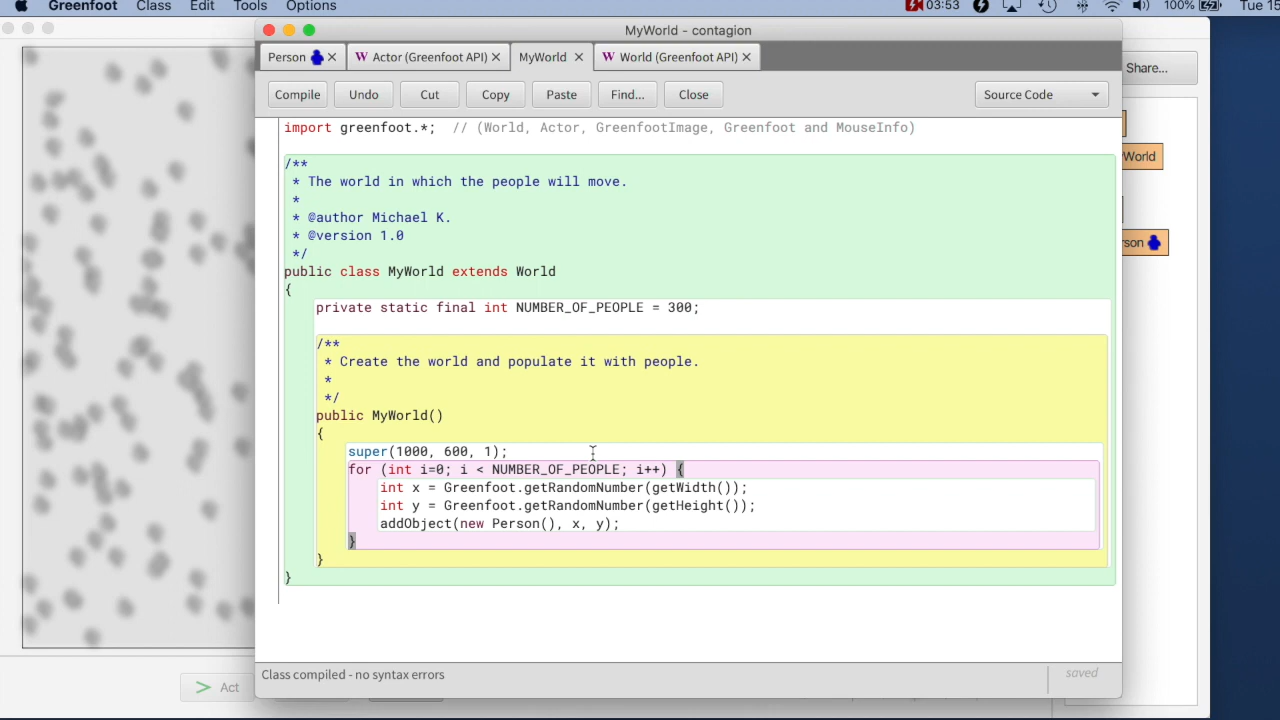 Greenfoot Class Edit Tools Options 03:53 100% Tue 15
MyWorld - contagion
Person Actor (Greenfoot API) MyWorld World (Greenfoot API)
Share...
Compile Undo Cut Copy Paste Find... Close Source Code
import greenfoot.*;  // (World, Actor, GreenfootImage, Greenfoot and MouseInfo)
/**
 * The world in which the people will move.
 *
 * @author Michael K.
 * @version 1.0
 */
public class MyWorld extends World
{
    private static final int NUMBER_OF_PEOPLE = 300;
    /**
     * Create the world and populate it with people.
     *
     */
    public MyWorld()
    {
        super(1000, 600, 1);
        for (int i=0; i < NUMBER_OF_PEOPLE; i++) {
            int x = Greenfoot.getRandomNumber(getWidth());
            int y = Greenfoot.getRandomNumber(getHeight());
            addObject(new Person(), x, y);
        }
    }
}
World
rson
Act
Class compiled - no syntax errors
saved